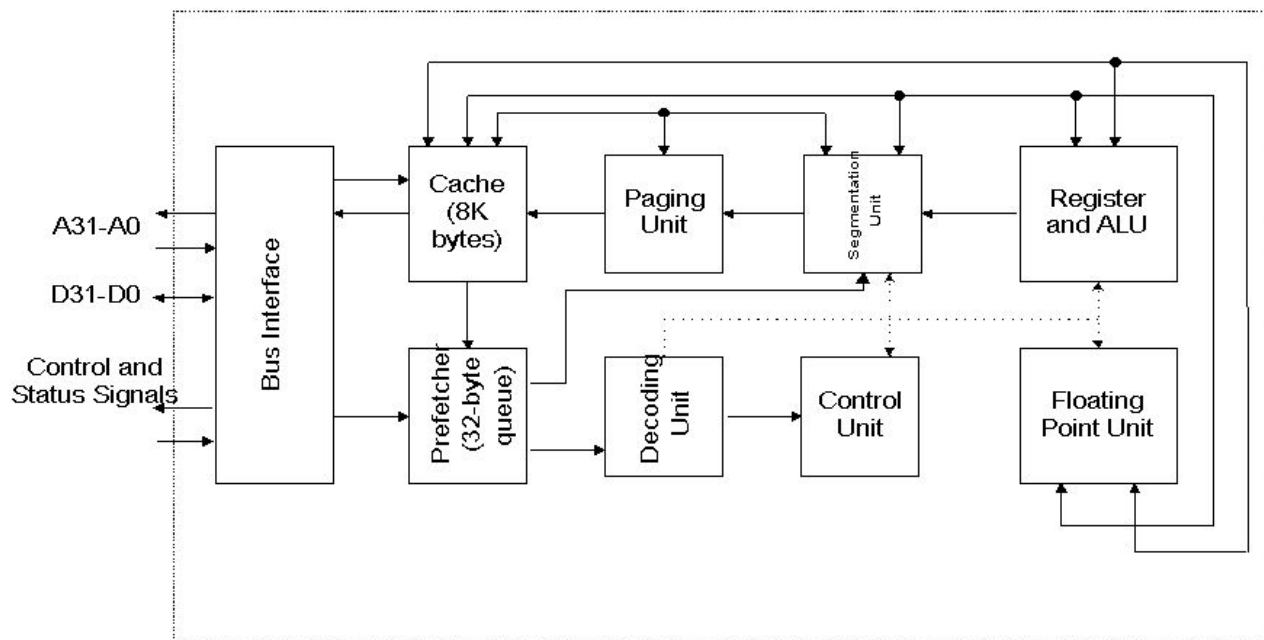 A31-A0
D31-D0
Control and
Status Signals
Bus Interface
Cache
(8K
bytes)
Paging
Unit
Segmentation
Unit
Register
and ALU
Prefetcher
(32-byte
queue)
Decoding
Unit
Control
Unit
Floating
Point Unit